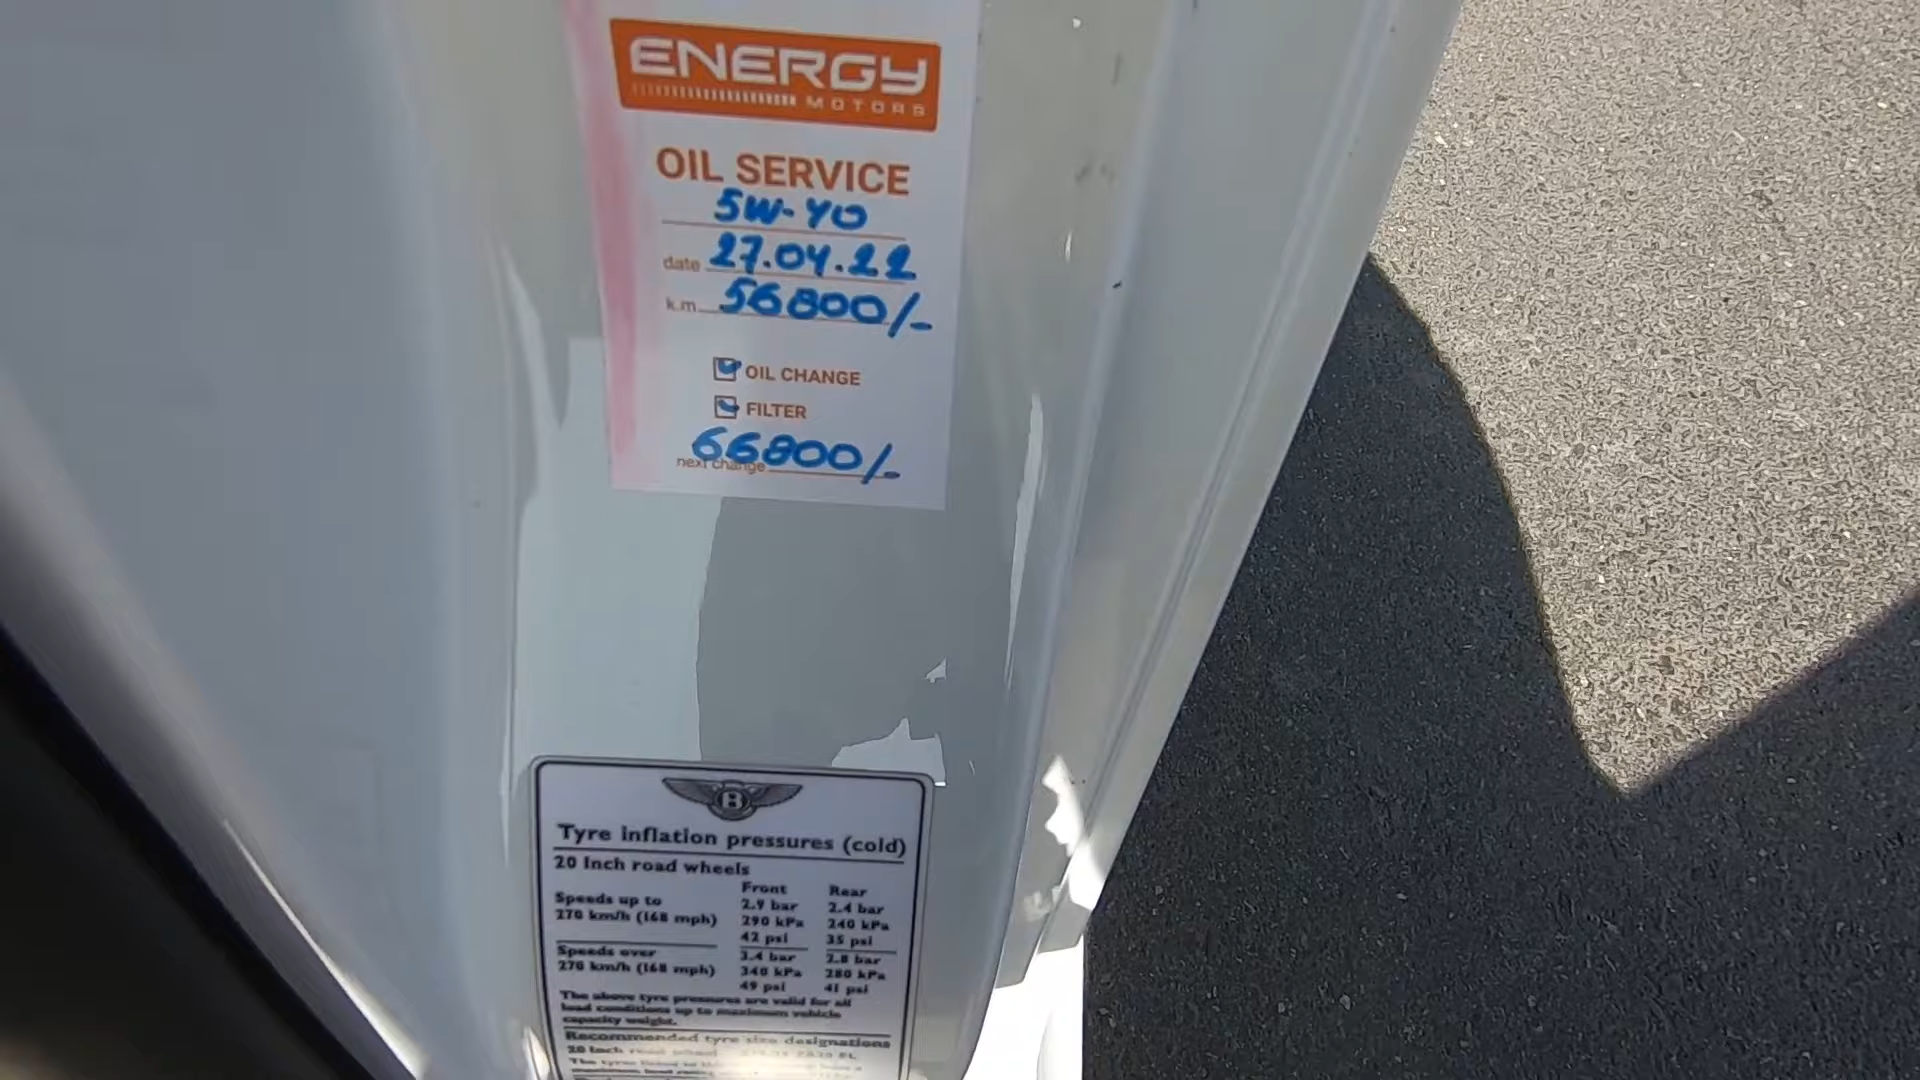 ENERGY
MOTORS
OIL SERVICE
5W-40
date 27.04.22
k.m. 56800/-
OIL CHANGE
FILTER
next change 66800/-
B
Tyre inflation pressures (cold)
20 Inch road wheels
Front Rear
Speeds up to 2.9 bar 2.4 bar
270 km/h (168 mph) 290 kPa 240 kPa
42 psi 35 psi
Speeds over 3.4 bar 2.8 bar
270 km/h (168 mph) 340 kPa 280 kPa
49 psi 41 psi
The above tyre pressures are valid for all
load conditions up to maximum vehicle
capacity weight.
Recommended tyre size designations
20 Inch road wheel